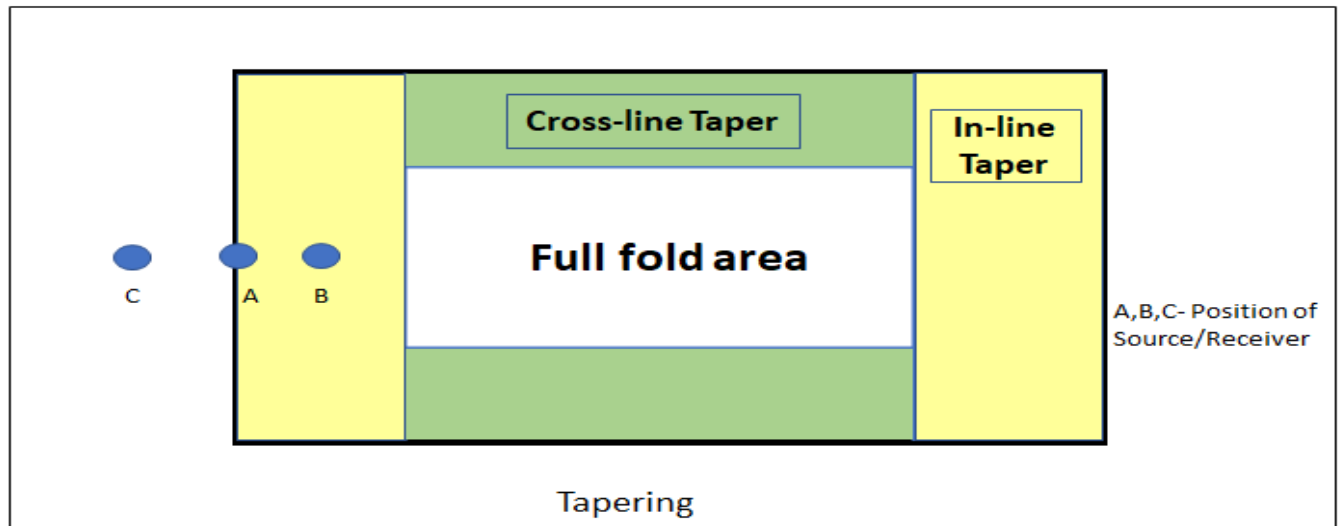 Cross-line Taper
In-line
Taper
Full fold area
C
A
B
A,B,C- Position of
Source/Receiver
Tapering